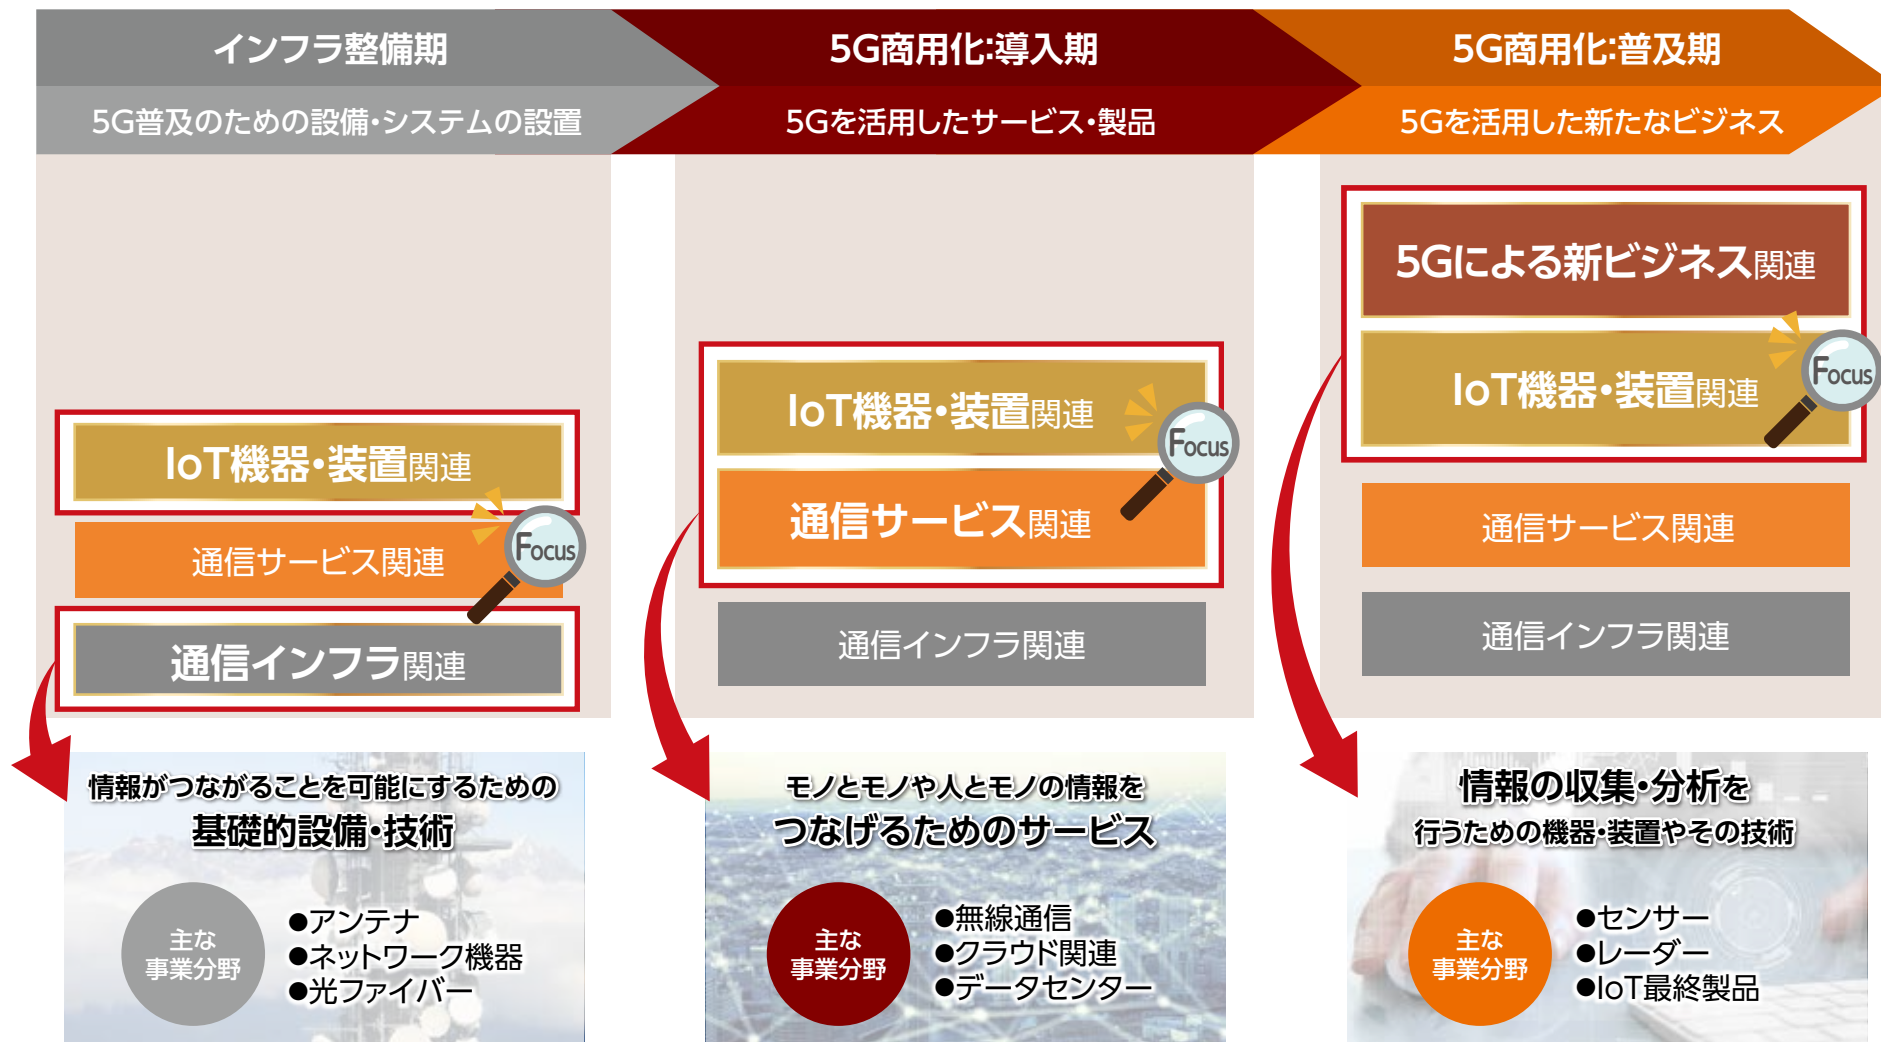 インフラ整備期
5G普及のための設備・システムの設置
IoT機器・装置関連
通信サービス関連
Focus
通信インフラ関連
情報がつながることを可能にするための
基礎的設備・技術
主な
事業分野
●アンテナ
●ネットワーク機器
●光ファイバー
5G商用化:導入期
5Gを活用したサービス・製品
IoT機器・装置関連
Focus
通信サービス関連
通信インフラ関連
モノとモノや人とモノの情報を
つなげるためのサービス
主な
事業分野
●無線通信
●クラウド関連
●データセンター
5G商用化:普及期
5Gを活用した新たなビジネス
5Gによる新ビジネス関連
IoT機器・装置関連
Focus
通信サービス関連
通信インフラ関連
情報の収集・分析を
行うための機器・装置やその技術
主な
事業分野
●センサー
●レーダー
●IoT最終製品